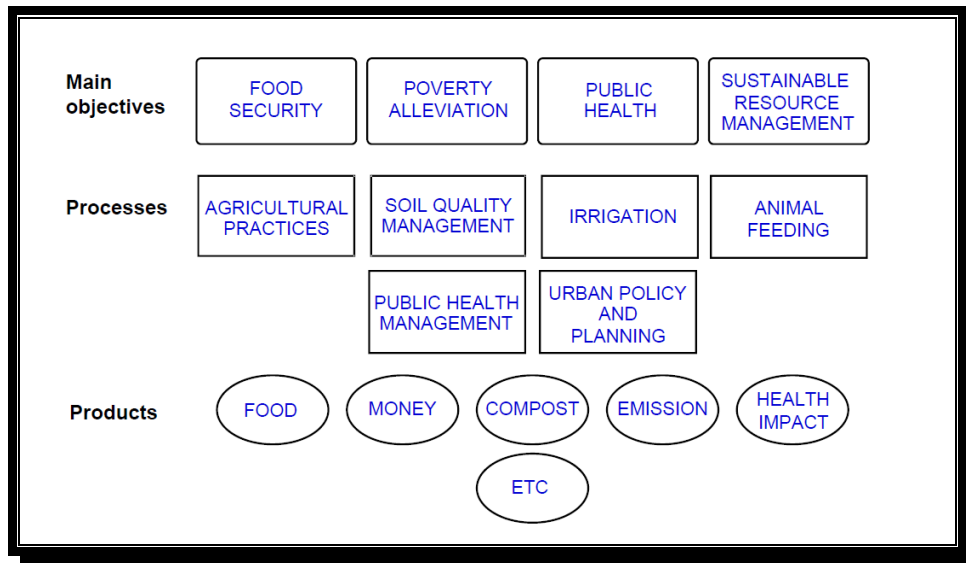 Main
objectives
FOOD
SECURITY
POVERTY
ALLEVIATION
PUBLIC
HEALTH
SUSTAINABLE
RESOURCE
MANAGEMENT
Processes
AGRICULTURAL
PRACTICES
SOIL QUALITY
MANAGEMENT
IRRIGATION
ANIMAL
FEEDING
PUBLIC HEALTH
MANAGEMENT
URBAN POLICY
AND
PLANNING
Products
FOOD
MONEY
COMPOST
EMISSION
HEALTH
IMPACT
ETC